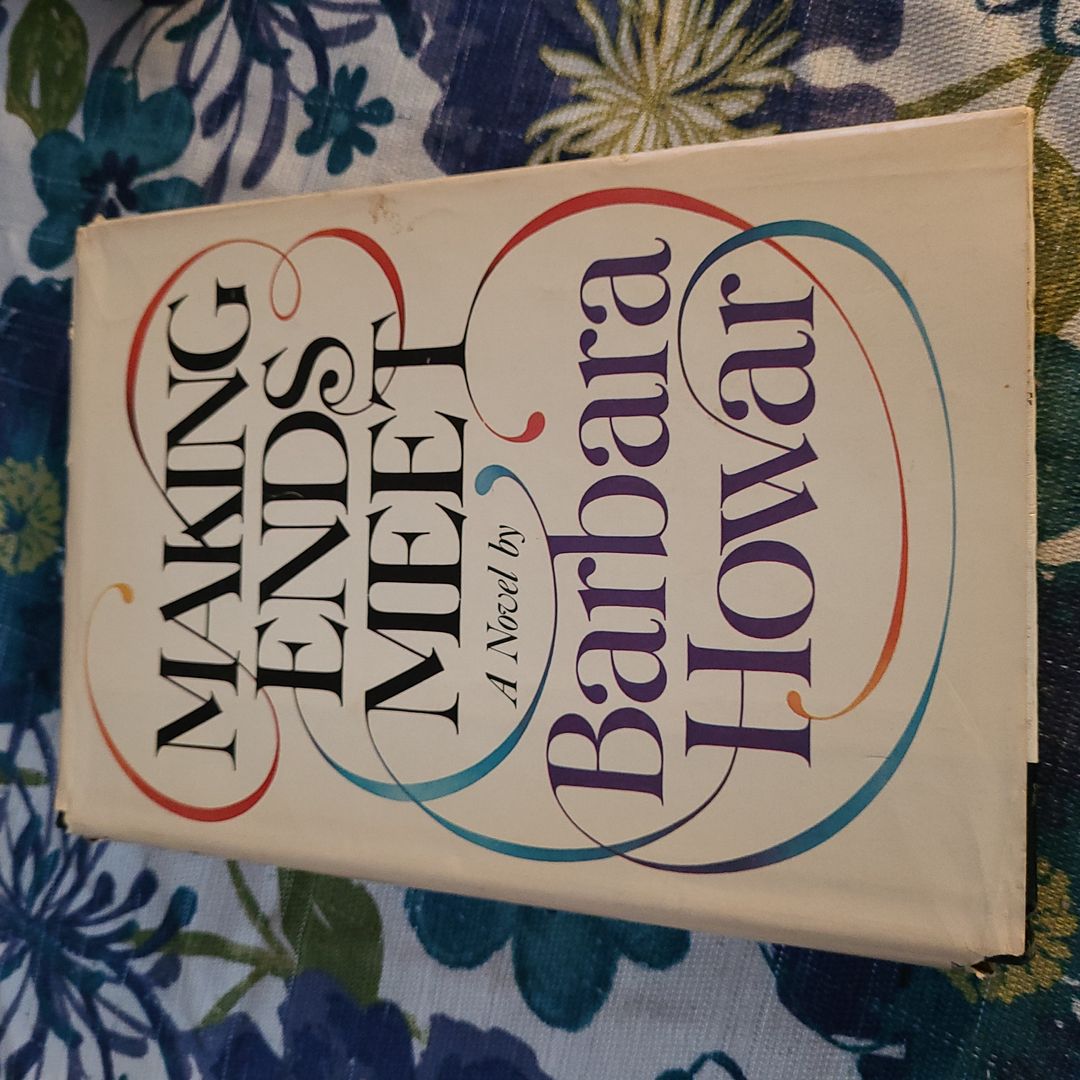 MAKING
ENDS
MEET
A Novel by
Barbara
Howar